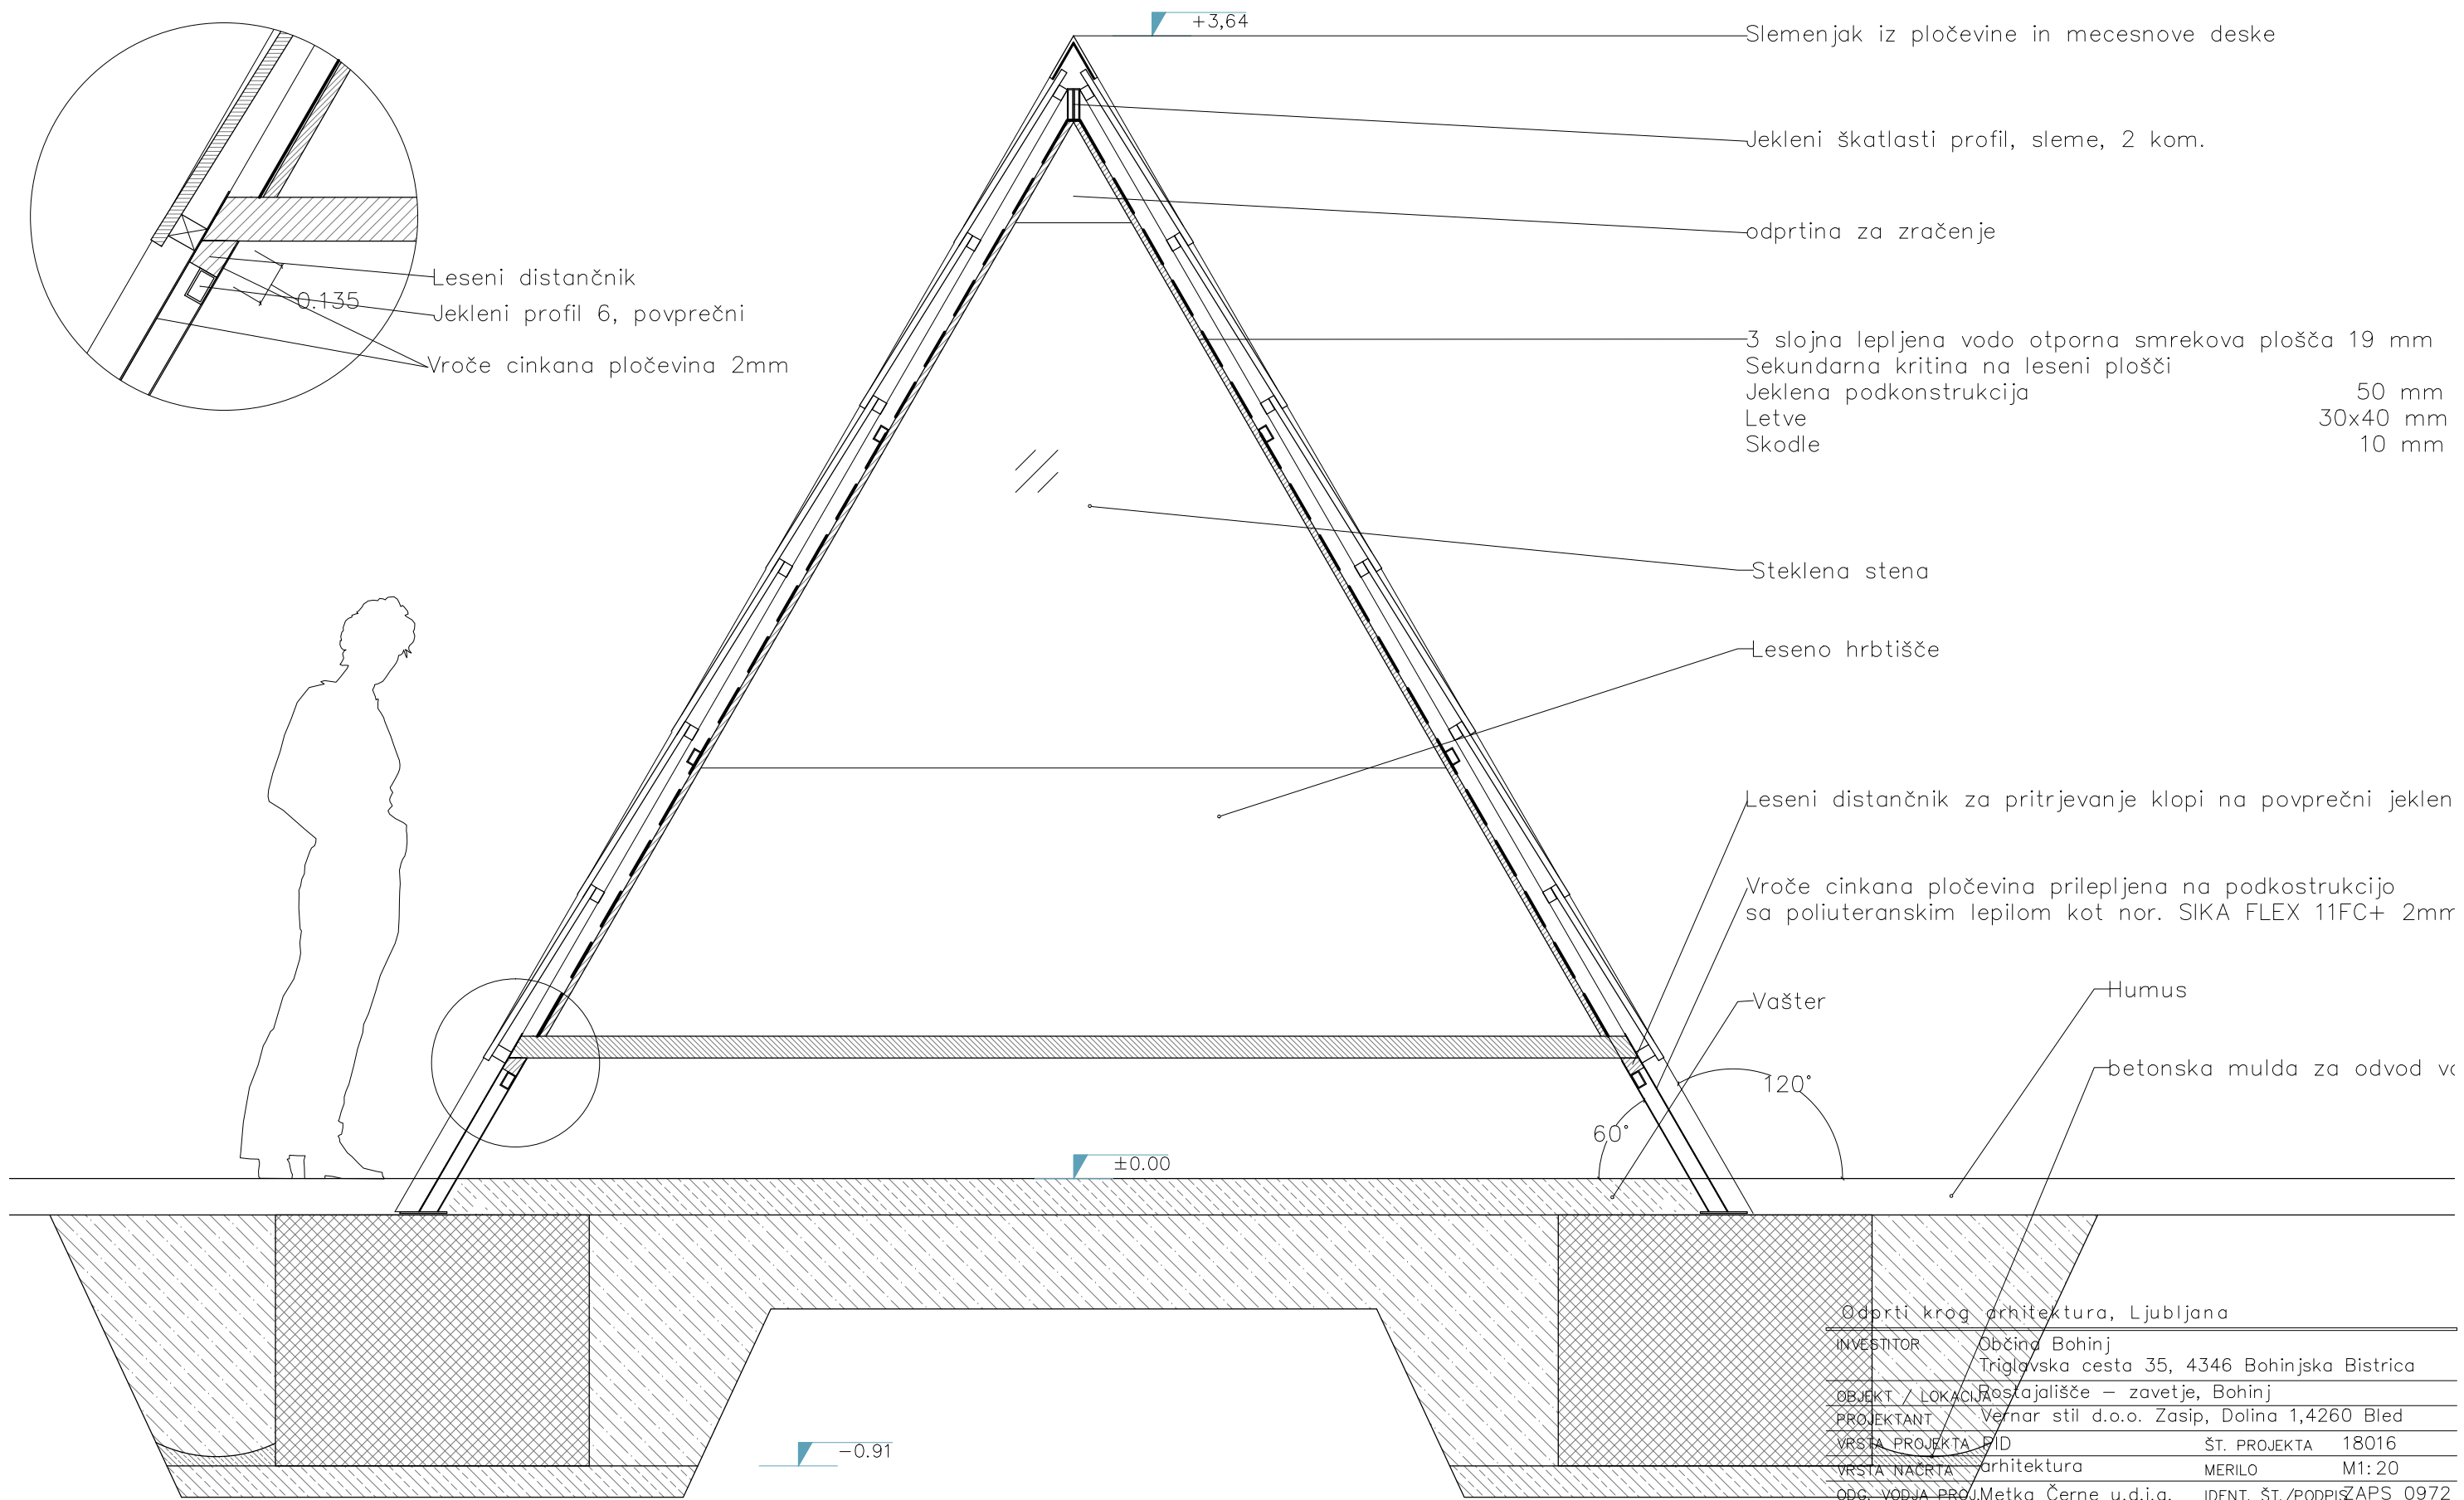 +3,64
Slemenjak iz pločevine in mecesnove deske
Jekleni škatlasti profil, sleme, 2 kom.
odprtina za zračenje
Leseni distančnik
0.135
Jekleni profil 6, povprečni
Vroče cinkana pločevina 2mm
3 slojna lepljena vodo otporna smrekova plošča 19 mm
Sekundarna kritina na leseni plošči
Jeklena podkonstrukcija 50 mm
Letve 30x40 mm
Skodle 10 mm
Steklena stena
Leseno hrbtišče
Leseni distančnik za pritrjevanje klopi na povprečni jeklen
Vroče cinkana pločevina prilepljena na podkostrukcijo
sa poliuteranskim lepilom kot nor. SIKA FLEX 11FC+ 2mm
Humus
Vašter
betonska mulda za odvod
120°
60°
±0.00
-0.91
Odprti krog arhitektura, Ljubljana
INVESTITOR Občina Bohinj
Triglavska cesta 35, 4346 Bohinjska Bistrica
OBJEKT / LOKACIJA Postajališče – zavetje, Bohinj
PROJEKTANT Vernar stil d.o.o. Zasip, Dolina 1,4260 Bled
VRSTA PROJEKTA PID ŠT. PROJEKTA 18016
VRSTA NAČRTA arhitektura MERILO M1:20
ODG. VODJA PROJ. Metka Černe u.d.i.a. IDENT. ŠT./PODPIS ZAPS 0972